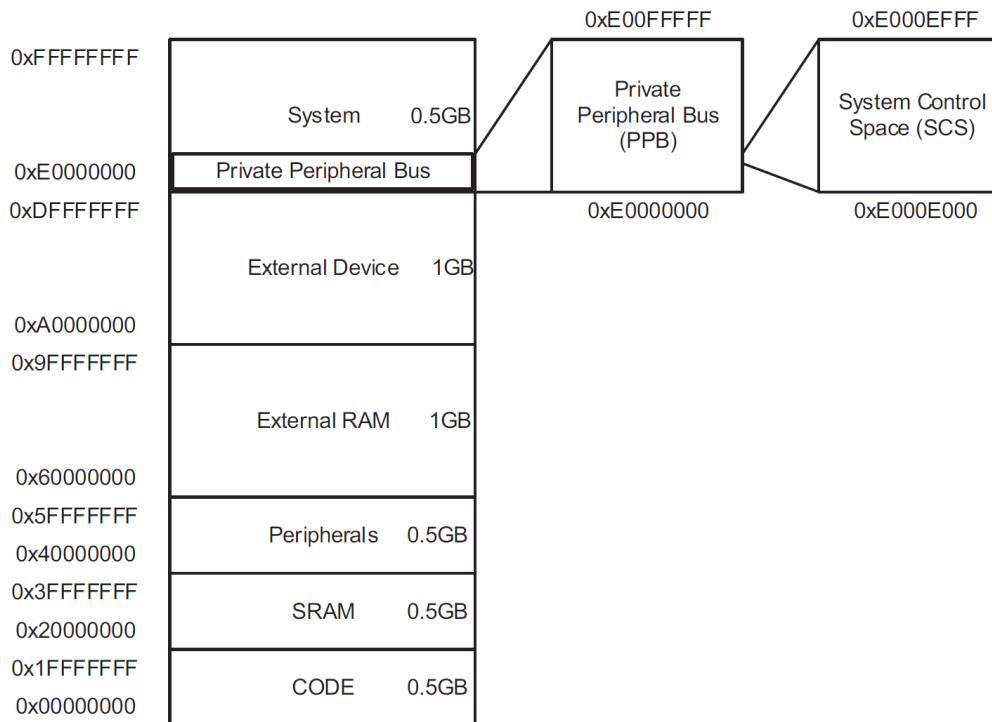 0xE00FFFFF
0xE000EFFF
0xFFFFFFFF
System 0.5GB
Private
Peripheral Bus
(PPB)
System Control
Space (SCS)
0xE0000000
Private Peripheral Bus
0xDFFFFFFF
0xE0000000
0xE000E000
External Device 1GB
0xA0000000
0x9FFFFFFF
External RAM 1GB
0x60000000
0x5FFFFFFF
Peripherals 0.5GB
0x40000000
0x3FFFFFFF
SRAM 0.5GB
0x20000000
0x1FFFFFFF
CODE 0.5GB
0x00000000